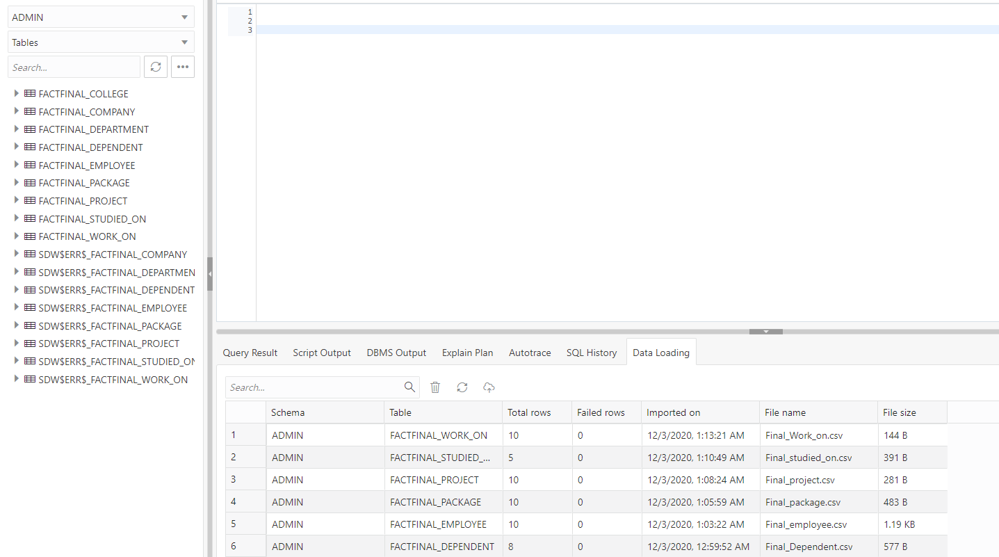 ADMIN
Tables
Search...
FACTFINAL_COLLEGE
FACTFINAL_COMPANY
FACTFINAL_DEPARTMENT
FACTFINAL_DEPENDENT
FACTFINAL_EMPLOYEE
FACTFINAL_PACKAGE
FACTFINAL_PROJECT
FACTFINAL_STUDIED_ON
FACTFINAL_WORK_ON
SDW$ERR$_FACTFINAL_COMPANY
SDW$ERR$_FACTFINAL_DEPARTMEN
SDW$ERR$_FACTFINAL_DEPENDENT
SDW$ERR$_FACTFINAL_EMPLOYEE
SDW$ERR$_FACTFINAL_PACKAGE
SDW$ERR$_FACTFINAL_PROJECT
SDW$ERR$_FACTFINAL_STUDIED_ON
SDW$ERR$_FACTFINAL_WORK_ON
1
2
3
Query Result Script Output DBMS Output Explain Plan Autotrace SQL History Data Loading
Search...
Schema Table Total rows Failed rows Imported on File name File size
1 ADMIN FACTFINAL_WORK_ON 10 0 12/3/2020, 1:13:21 AM Final_Work_on.csv 144 B
2 ADMIN FACTFINAL_STUDIED_... 5 0 12/3/2020, 1:10:49 AM Final_studied_on.csv 391 B
3 ADMIN FACTFINAL_PROJECT 10 0 12/3/2020, 1:08:24 AM Final_project.csv 281 B
4 ADMIN FACTFINAL_PACKAGE 10 0 12/3/2020, 1:05:59 AM Final_package.csv 483 B
5 ADMIN FACTFINAL_EMPLOYEE 10 0 12/3/2020, 1:03:22 AM Final_employee.csv 1.19 KB
6 ADMIN FACTFINAL_DEPENDENT 8 0 12/3/2020, 12:59:52 AM Final_Dependent.csv 577 B